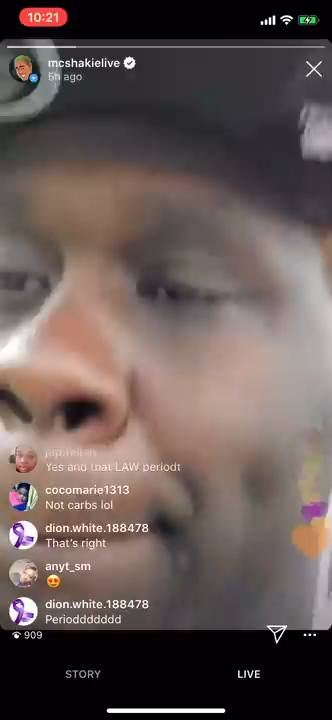 10:21
mcshakielive
5h ago
Yes and that LAW periodt
cocomarie1313
Not carbs lol
dion.white.188478
That's right
anyt_sm
😍
dion.white.188478
Perioddddddd
909
STORY LIVE